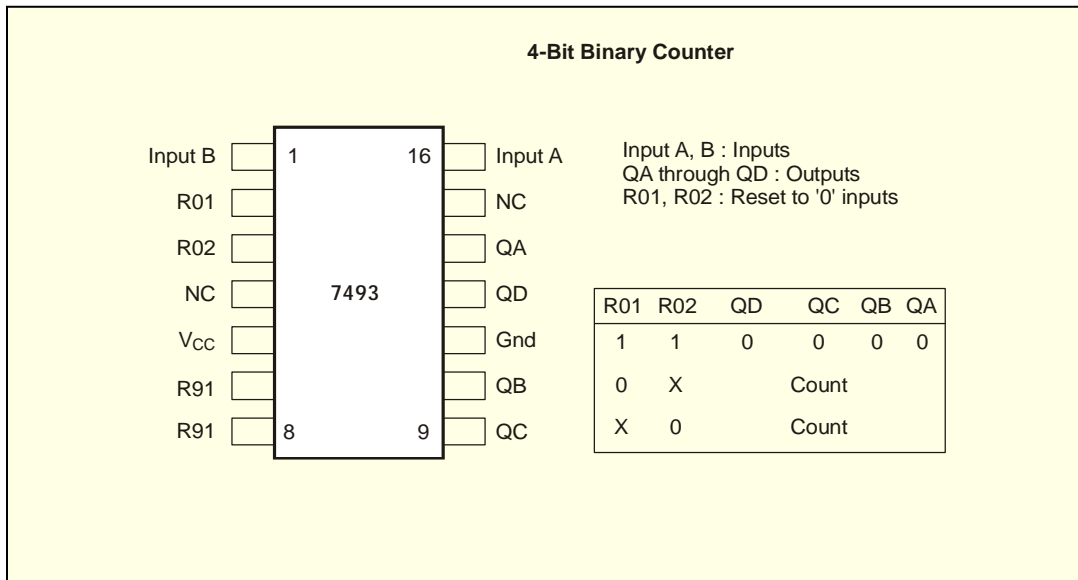 4-Bit Binary Counter
Input B 1 16 Input A
R01 NC
R02 QA
NC 7493 QD
VCC Gnd
R91 QB
R91 8 9 QC
Input A, B : Inputs
QA through QD : Outputs
R01, R02 : Reset to '0' inputs
R01 R02 QD QC QB QA
1 1 0 0 0 0
0 X Count
X 0 Count